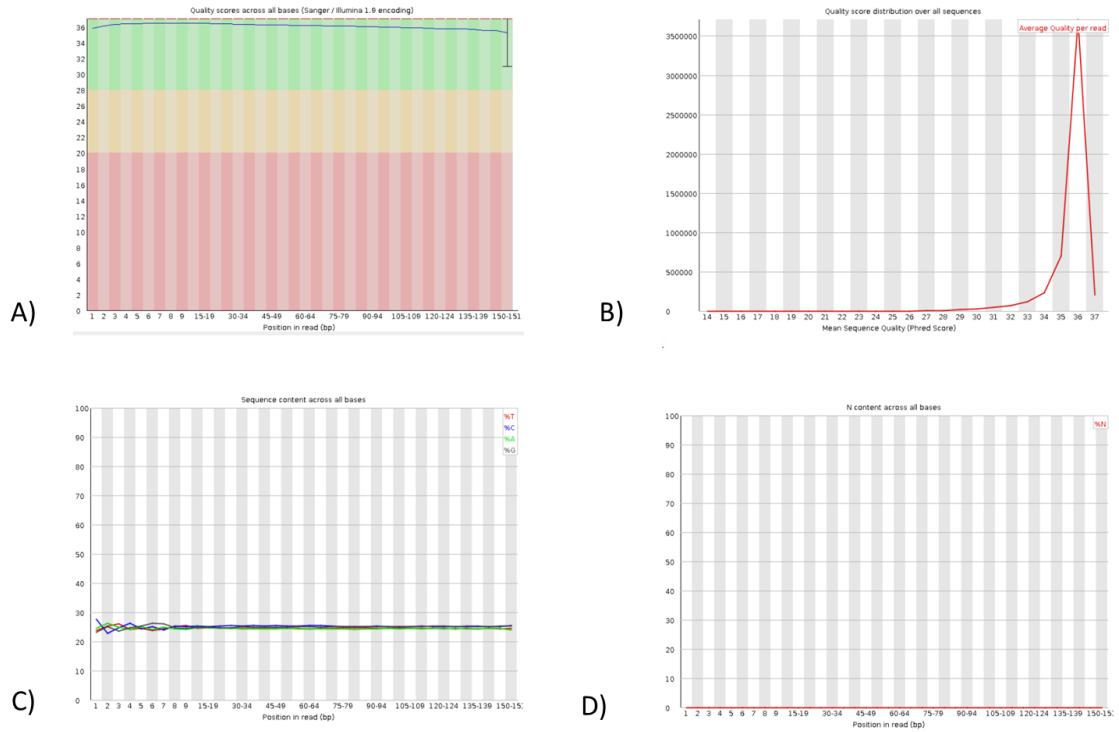 Quality scores across all bases (Sanger / Illumina 1.9 encoding)
36
34
32
30
28
26
24
22
20
18
16
14
12
10
8
6
4
2
0
1 2 3 4 5 6 7 8 9 15-19 30-34 45-49 60-64 75-79 90-94 105-109 120-124 135-139 150-151
Position in read (bp)
A)
Quality score distribution over all sequences
Average Quality per read
3500000
3000000
2500000
2000000
1500000
1000000
500000
0
14 15 16 17 18 19 20 21 22 23 24 25 26 27 28 29 30 31 32 33 34 35 36 37
Mean Sequence Quality (Phred Score)
B)
Sequence content across all bases
%T
%C
%A
%G
100
90
80
70
60
50
40
30
20
10
0
1 2 3 4 5 6 7 8 9 15-19 30-34 45-49 60-64 75-79 90-94 105-109 120-124 135-139 150-151
Position in read (bp)
C)
N content across all bases
%N
100
90
80
70
60
50
40
30
20
10
0
1 2 3 4 5 6 7 8 9 15-19 30-34 45-49 60-64 75-79 90-94 105-109 120-124 135-139 150-15
Position in read (bp)
D)